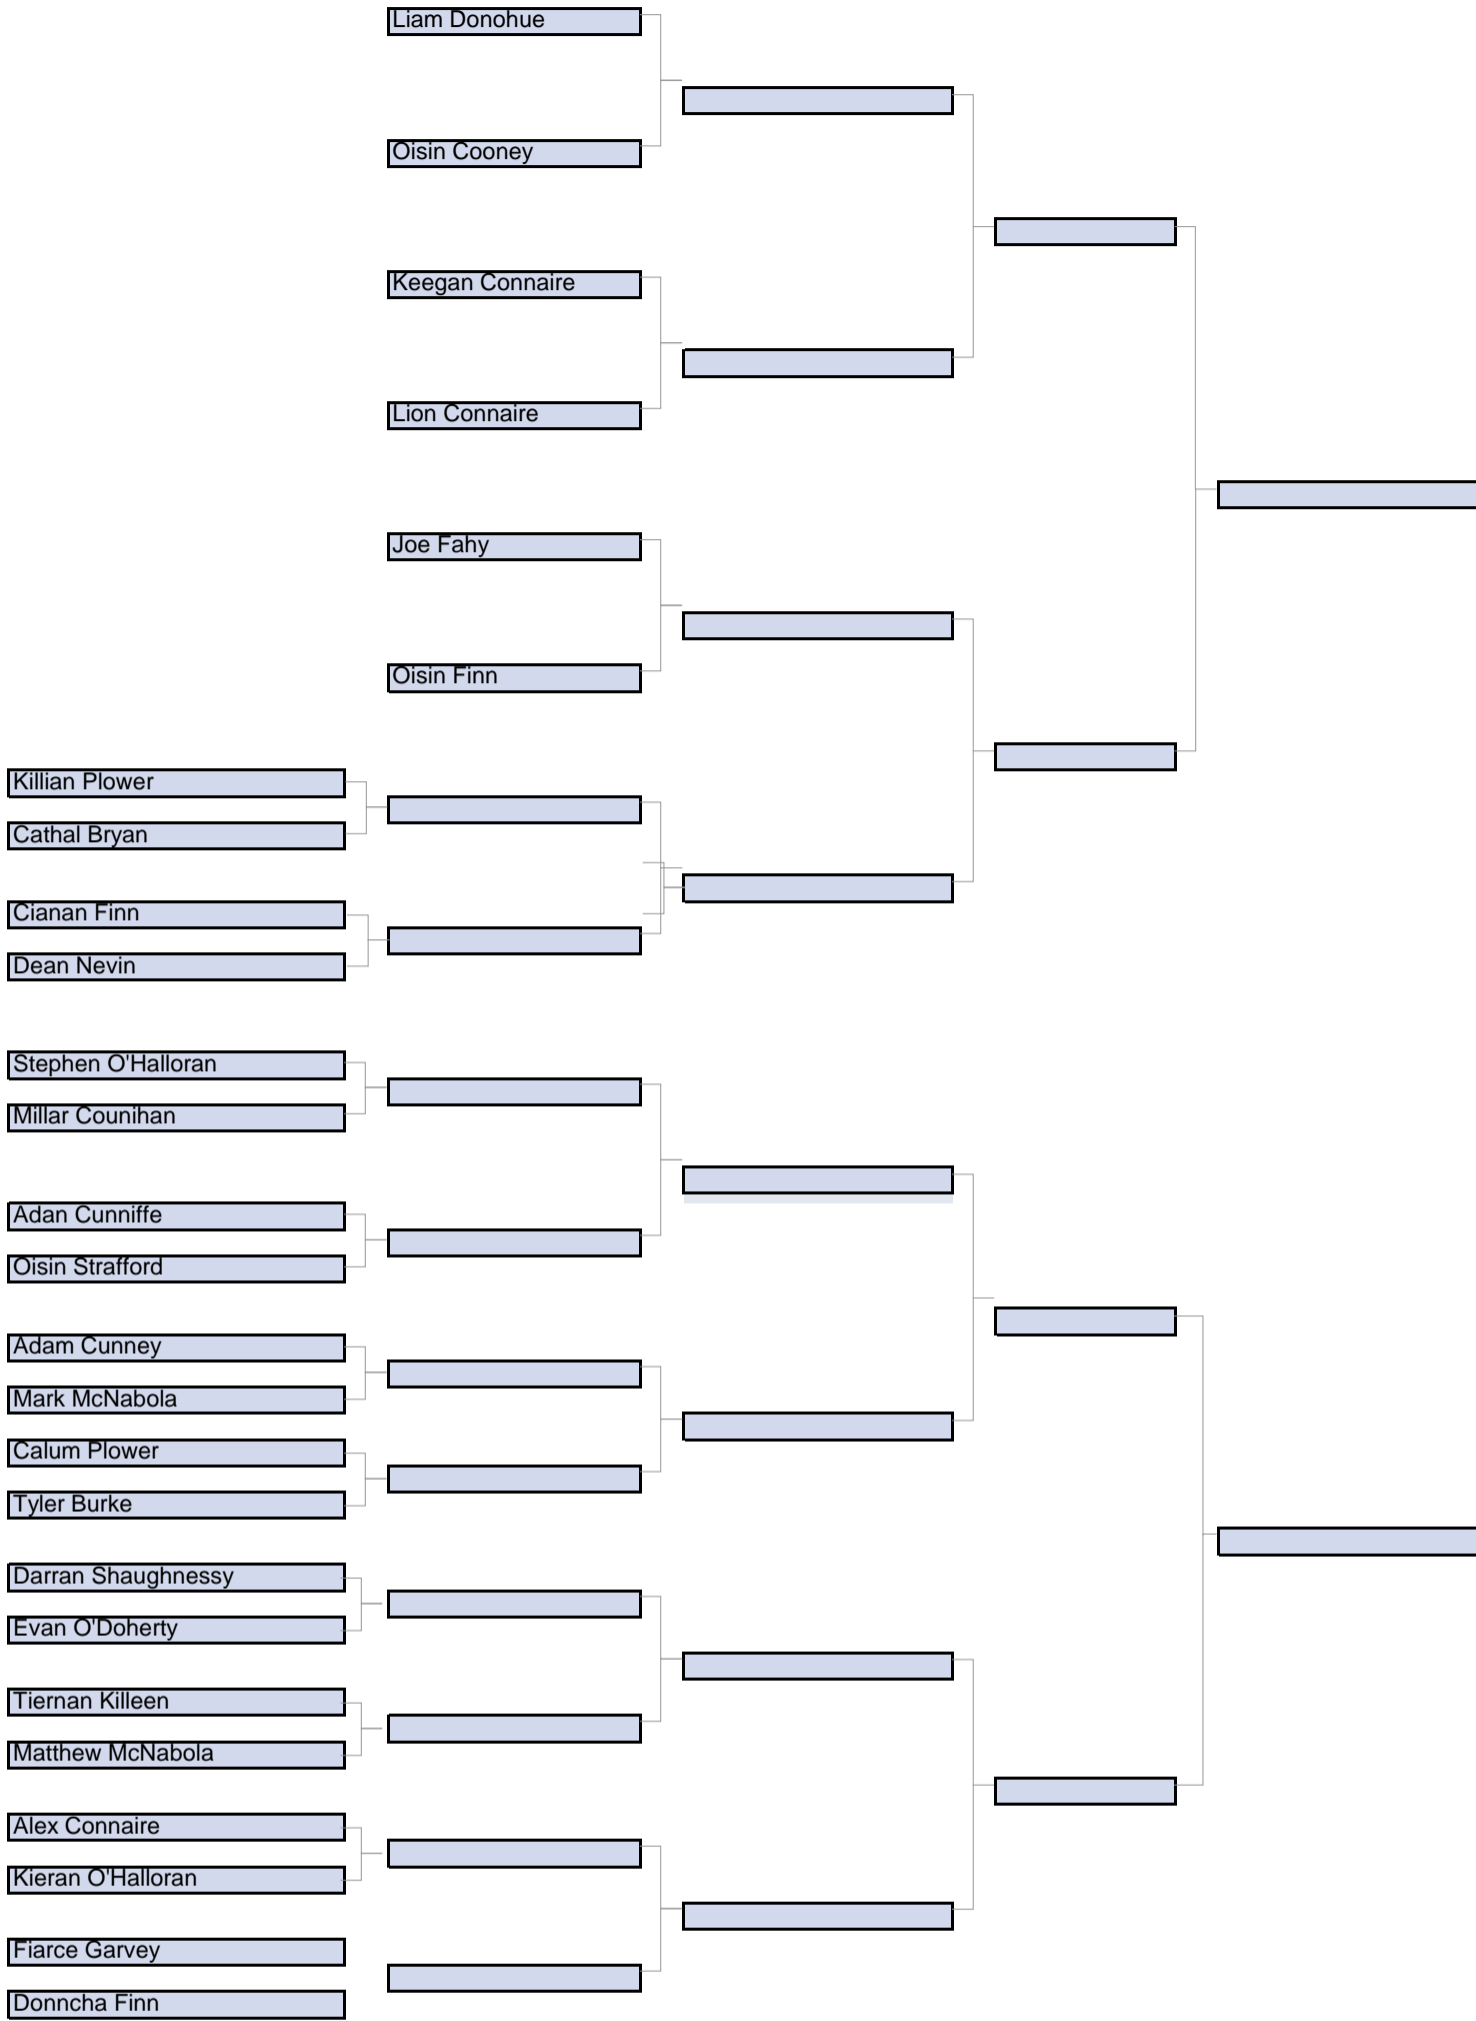 Liam Donohue
Oisin Cooney
Keegan Connaire
Lion Connaire
Joe Fahy
Oisin Finn
Killian Plower
Cathal Bryan
Cianan Finn
Dean Nevin
Stephen O'Halloran
Millar Counihan
Adan Cunniffe
Oisin Strafford
Adam Cunney
Mark McNabola
Calum Plower
Tyler Burke
Darran Shaughnessy
Evan O'Doherty
Tiernan Killeen
Matthew McNabola
Alex Connaire
Kieran O'Halloran
Fiarce Garvey
Donncha Finn